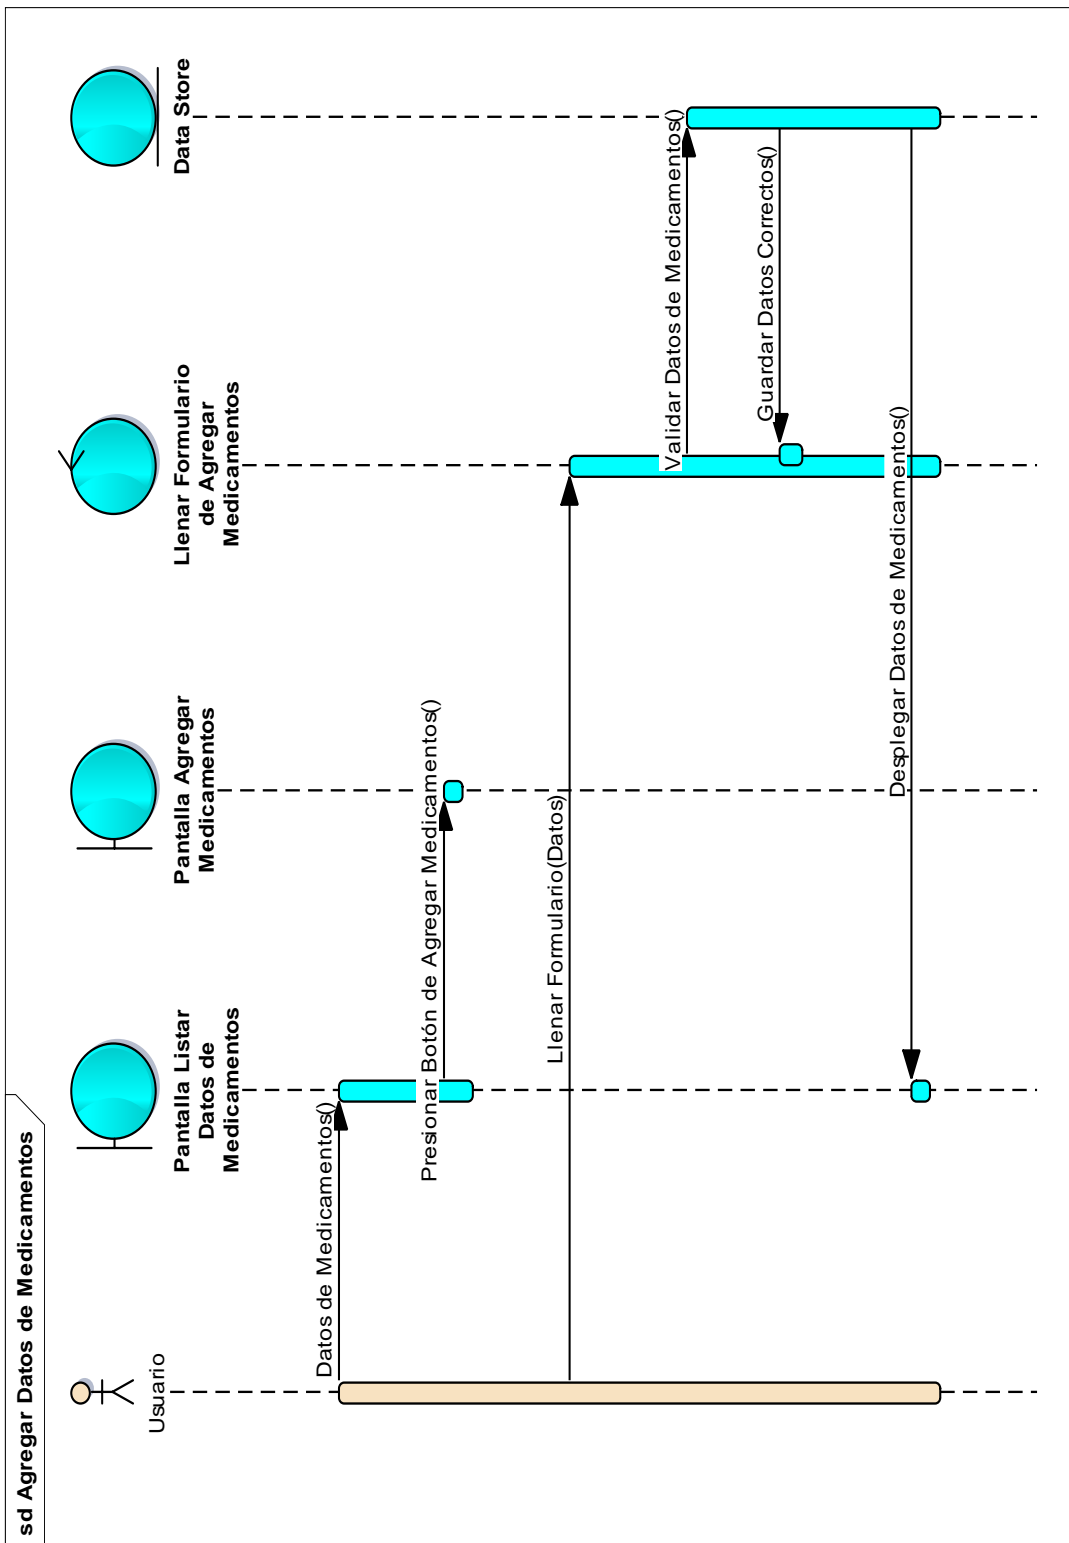 sd Agregar Datos de Medicamentos
Usuario
Pantalla Listar
Datos de
Medicamentos
Pantalla Agregar
Medicamentos
Llenar Formulario
de Agregar
Medicamentos
Data Store
Datos de Medicamentos()
Presionar Botón de Agregar Medicamentos()
Llenar Formulario(Datos)
Validar Datos de Medicamentos()
Guardar Datos Correctos()
Desplegar Datos de Medicamentos()